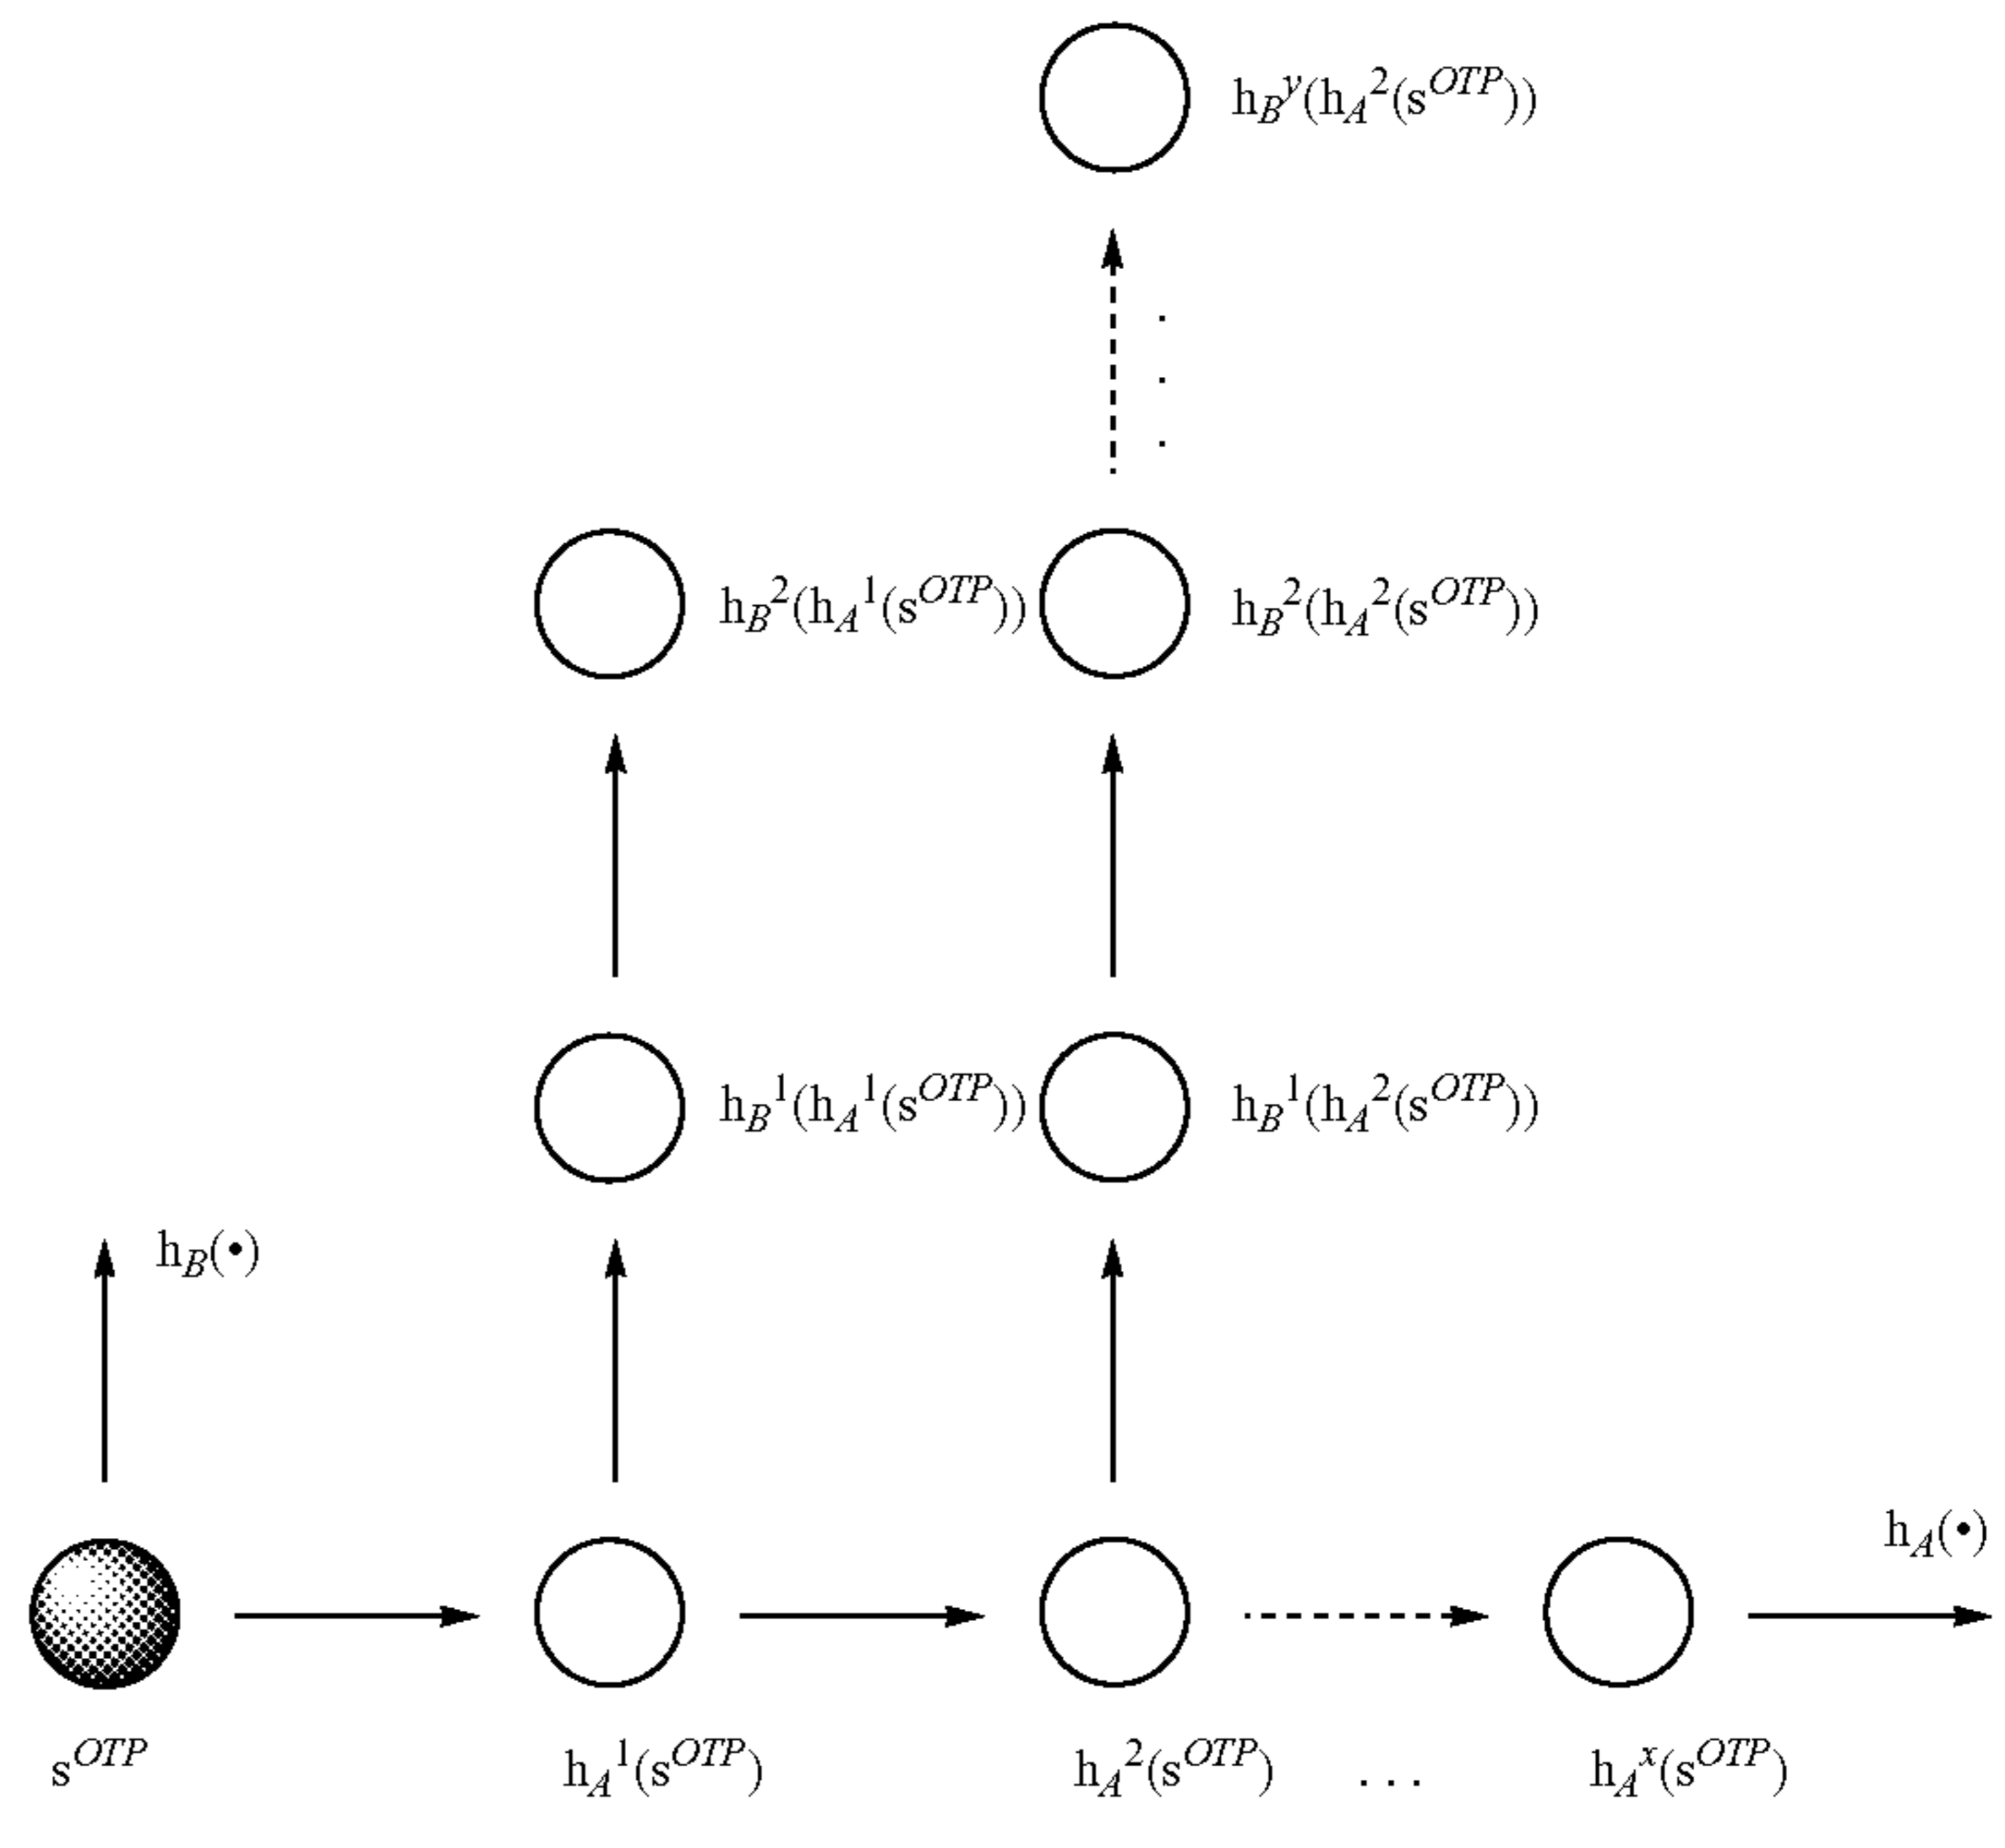 h_B^y(h_A^2(s^OTP))
.
.
.
h_B^2(h_A^1(s^OTP)) h_B^2(h_A^2(s^OTP))
h_B^1(h_A^1(s^OTP)) h_B^1(h_A^2(s^OTP))
h_B(•)
h_A(•)
s^OTP h_A^1(s^OTP) h_A^2(s^OTP) . . . h_A^x(s^OTP)